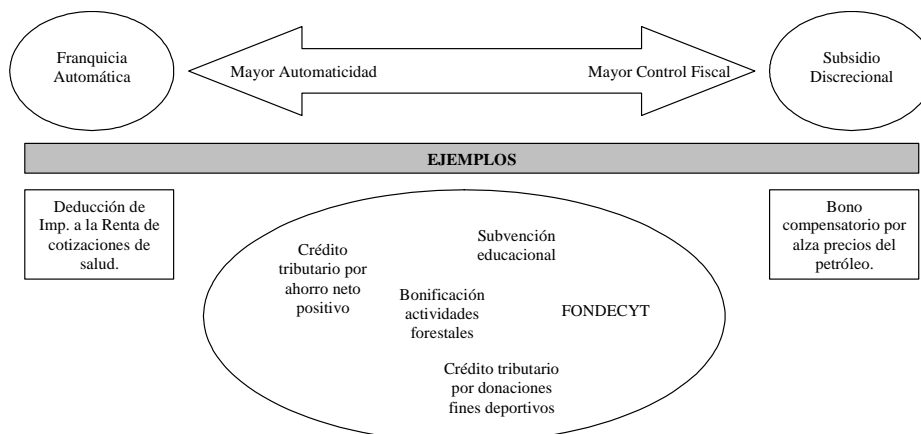 Franquicia
Automática
Mayor Automaticidad
Mayor Control Fiscal
Subsidio
Discrecional
EJEMPLOS
Deducción de
Imp. a la Renta de
cotizaciones de
salud.
Crédito
tributario por
ahorro neto
positivo
Subvención
educacional
Bonificación
actividades
forestales
FONDECYT
Crédito tributario
por donaciones
fines deportivos
Bono
compensatorio por
alza precios del
petróleo.